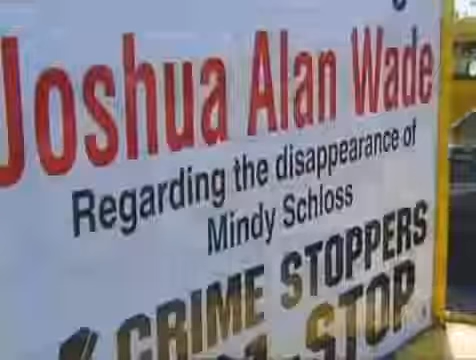 Joshua Alan Wade
Regarding the disappearance of
Mindy Schloss
CRIME STOPPERS
STOP